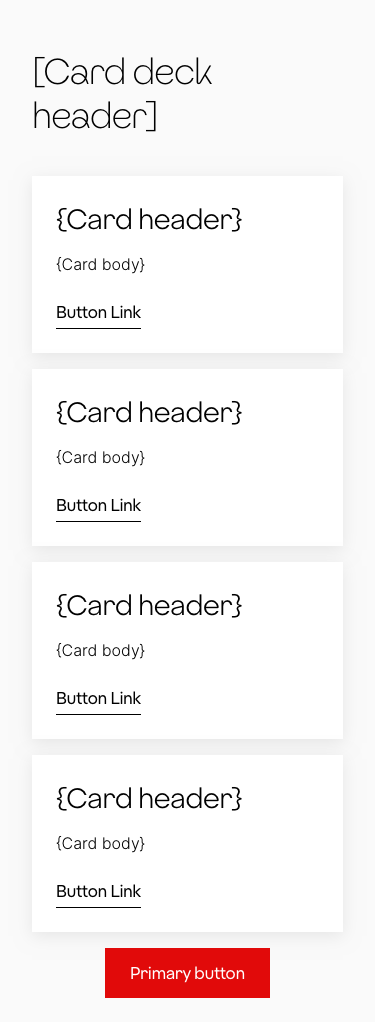 [Card deck
header]
{Card header}
{Card body}
Button Link
{Card header}
{Card body}
Button Link
{Card header}
{Card body}
Button Link
{Card header}
{Card body}
Button Link
Primary button